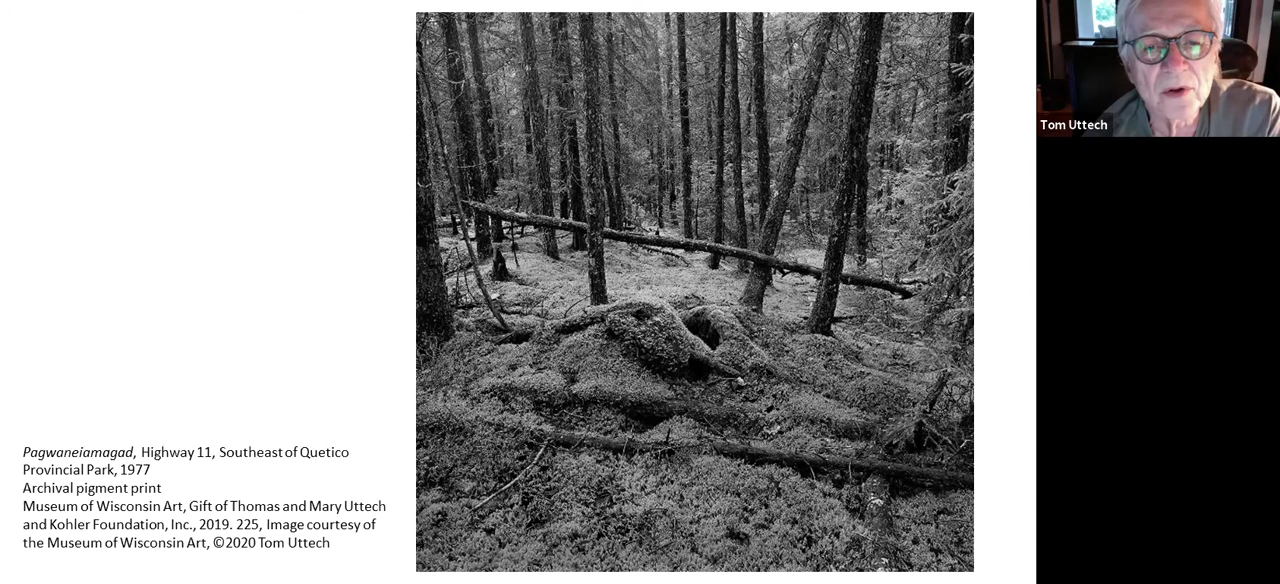 Tom Uttech
Pagwaneiamagad, Highway 11, Southeast of Quetico
Provincial Park, 1977
Archival pigment print
Museum of Wisconsin Art, Gift of Thomas and Mary Uttech
and Kohler Foundation, Inc., 2019. 225, Image courtesy of
the Museum of Wisconsin Art, ©2020 Tom Uttech